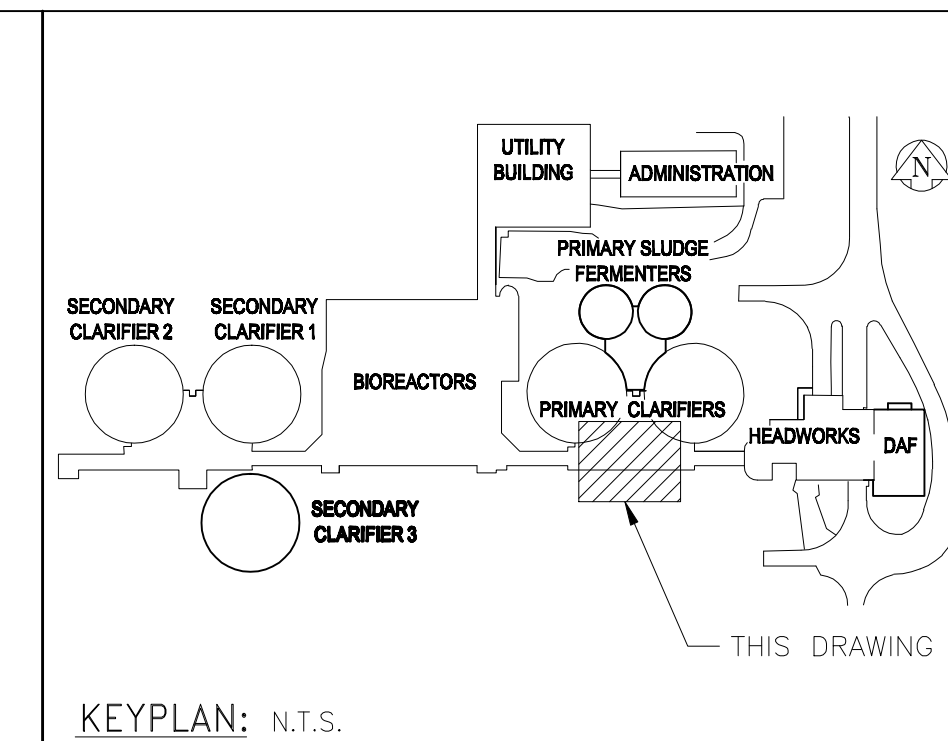 UTILITY
BUILDING
ADMINISTRATION
N
PRIMARY SLUDGE
FERMENTERS
SECONDARY
CLARIFIER 2
SECONDARY
CLARIFIER 1
BIOREACTORS
PRIMARY CLARIFIERS
HEADWORKS
DAF
SECONDARY
CLARIFIER 3
THIS DRAWING
KEYPLAN: N.T.S.